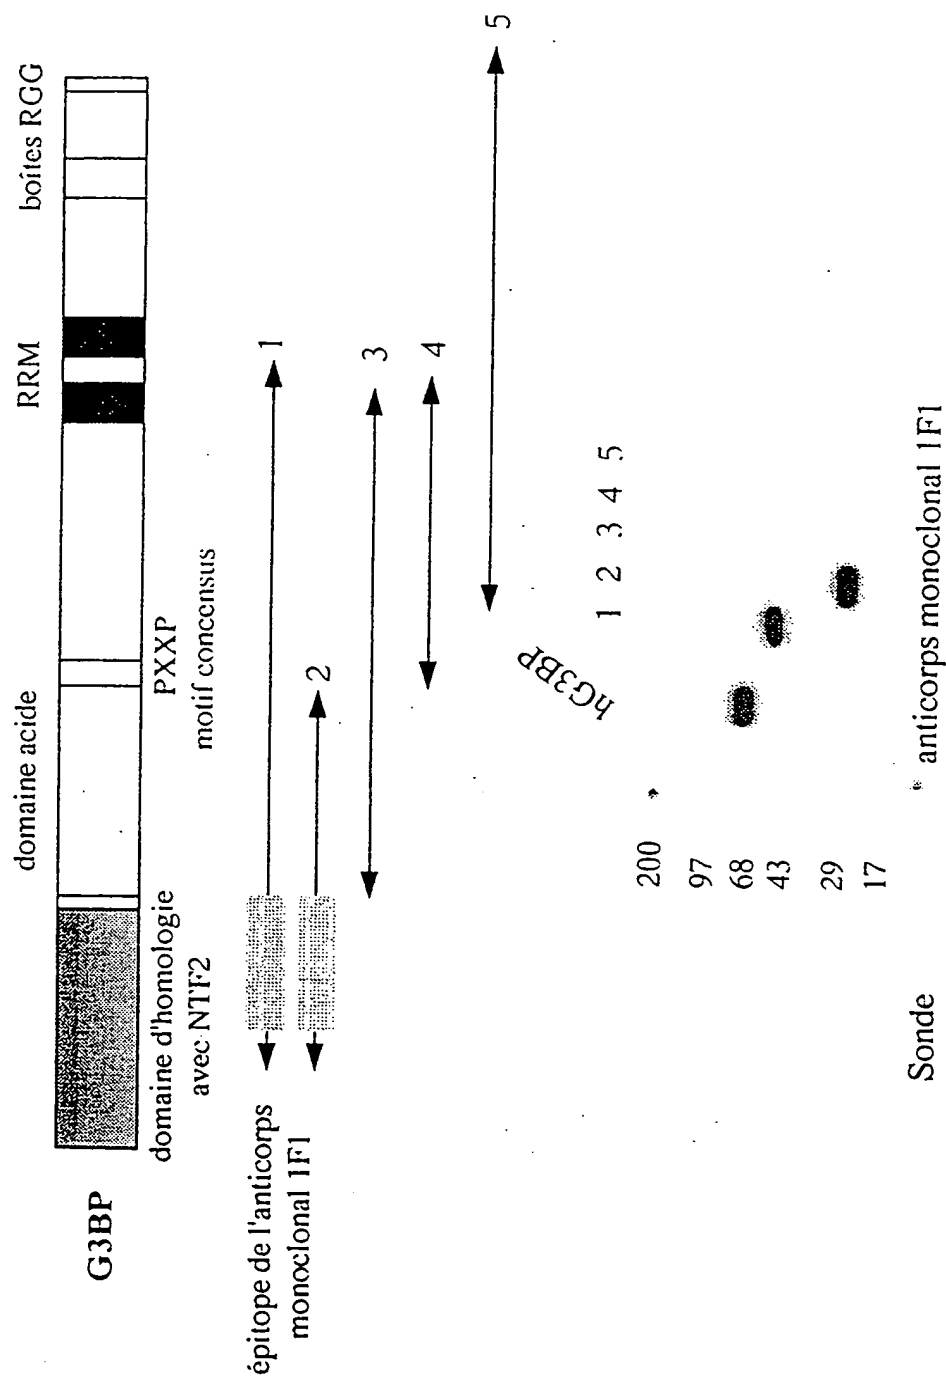 G3BP
domaine acide
RRM
boîtes RGG
domaine d'homologie
avec NTF2
PXXP
motif concensus
épitope de l'anticorps
monoclonal 1F1
1
2
3
4
5
hG3BP
1 2 3 4 5
200
97
68
43
29
17
Sonde
anticorps monoclonal 1F1